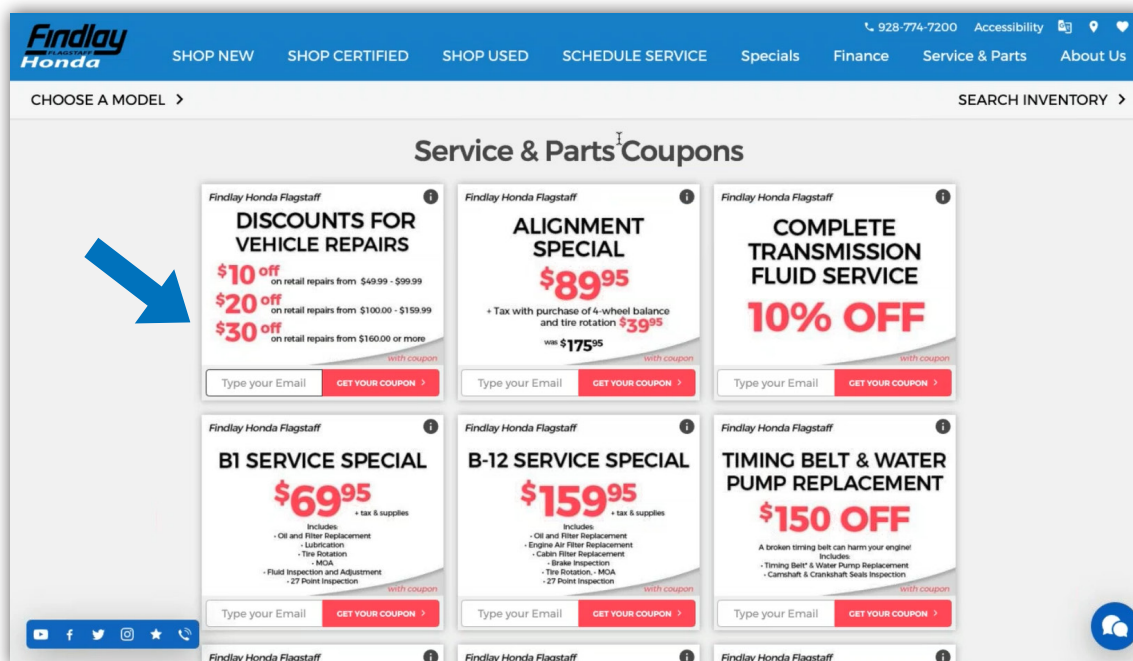 Findlay
FLAGSTAFF
Honda
928-774-7200 Accessibility
SHOP NEW SHOP CERTIFIED SHOP USED SCHEDULE SERVICE Specials Finance Service & Parts About Us
CHOOSE A MODEL > SEARCH INVENTORY >
Service & Parts Coupons
Findlay Honda Flagstaff
DISCOUNTS FOR
VEHICLE REPAIRS
$10 off on retail repairs from $49.99 - $99.99
$20 off on retail repairs from $100.00 - $159.99
$30 off on retail repairs from $160.00 or more
with coupon
Type your Email GET YOUR COUPON >
Findlay Honda Flagstaff
ALIGNMENT
SPECIAL
$8995
+ Tax with purchase of 4-wheel balance
and tire rotation $3995
was $17595
with coupon
Type your Email GET YOUR COUPON >
Findlay Honda Flagstaff
COMPLETE
TRANSMISSION
FLUID SERVICE
10% OFF
with coupon
Type your Email GET YOUR COUPON >
Findlay Honda Flagstaff
B1 SERVICE SPECIAL
$6995
+ tax & supplies
Includes:
- Oil and Filter Replacement
- Lubrication
- Tire Rotation
- MOA
- Fluid Inspection and Adjustment
- 27 Point Inspection
with coupon
Type your Email GET YOUR COUPON >
Findlay Honda Flagstaff
B-12 SERVICE SPECIAL
$15995
+ tax & supplies
Includes:
- Oil and Filter Replacement
- Engine Air Filter Replacement
- Cabin Filter Replacement
- Brake Inspection
- Tire Rotation, - MOA
- 27 Point Inspection
with coupon
Type your Email GET YOUR COUPON >
Findlay Honda Flagstaff
TIMING BELT & WATER
PUMP REPLACEMENT
$150 OFF
A broken timing belt can harm your engine!
Includes:
- Timing Belt* & Water Pump Replacement
- Camshaft & Crankshaft Seals Inspection
with coupon
Type your Email GET YOUR COUPON >
Findlay Honda Flagstaff
Findlay Honda Flagstaff
Findlay Honda Flagstaff